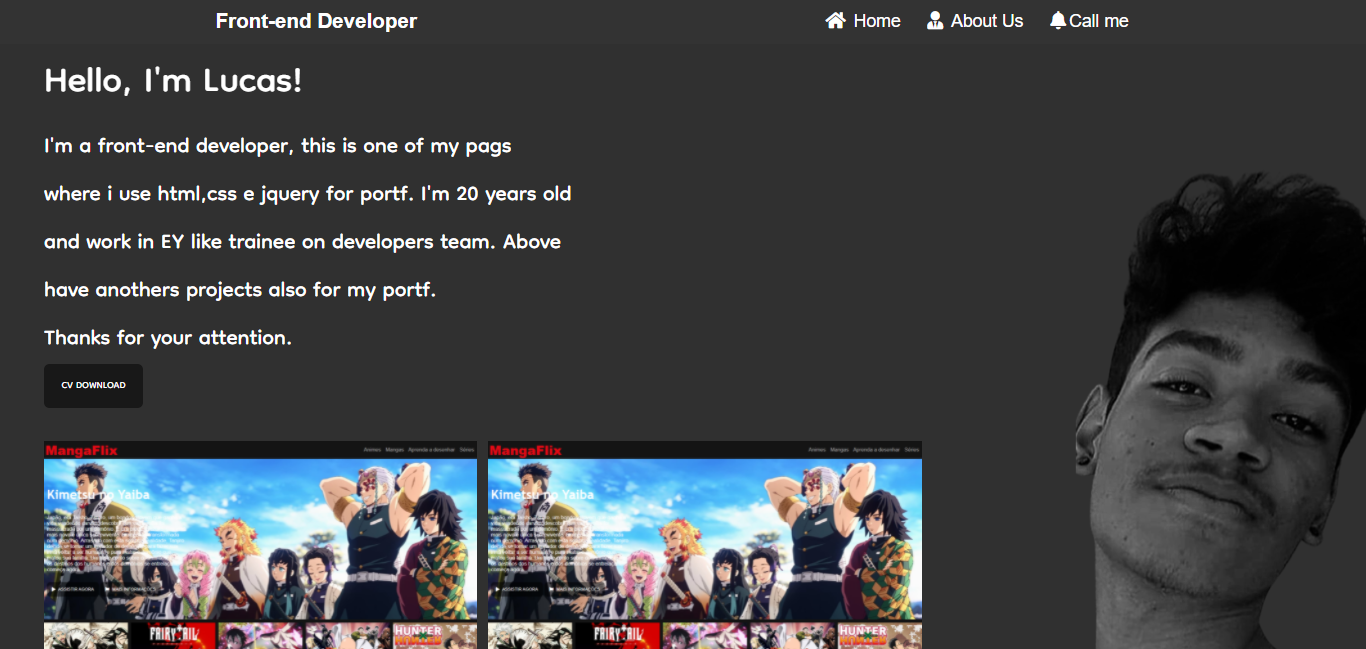 Front-end Developer
Home
About Us
Call me
Hello, I'm Lucas!
I'm a front-end developer, this is one of my pags
where i use html,css e jquery for portf. I'm 20 years old
and work in EY like trainee on developers team. Above
have anothers projects also for my portf.
Thanks for your attention.
CV DOWNLOAD
MangaFlix
Animes Mangas Aprenda a desenhar Séries
Kimetsu no Yaiba
ASSISTIR AGORA
MAIS INFORMAÇÕES
FAIRY TAIL
HUNTER
MangaFlix
Animes Mangas Aprenda a desenhar Séries
Kimetsu no Yaiba
ASSISTIR AGORA
MAIS INFORMAÇÕES
FAIRY TAIL
HUNTER